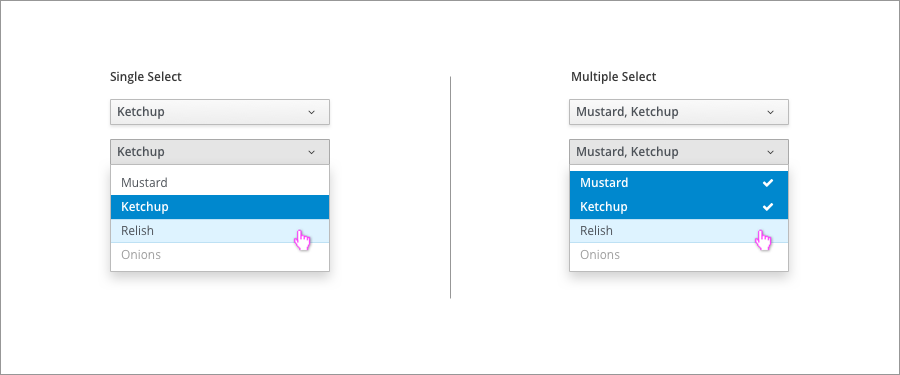 Single Select
Ketchup
Ketchup
Mustard
Ketchup
Relish
Onions
Multiple Select
Mustard, Ketchup
Mustard, Ketchup
Mustard
Ketchup
Relish
Onions